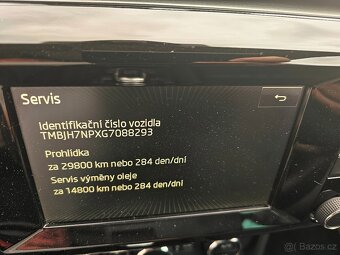 Servis
Identifikační číslo vozidla
TMBJH7NPXG7088293
Prohlídka
za 29800 km nebo 284 den/dní
Servis výměny oleje
za 14800 km nebo 284 den/dní
© Bazoš.cz